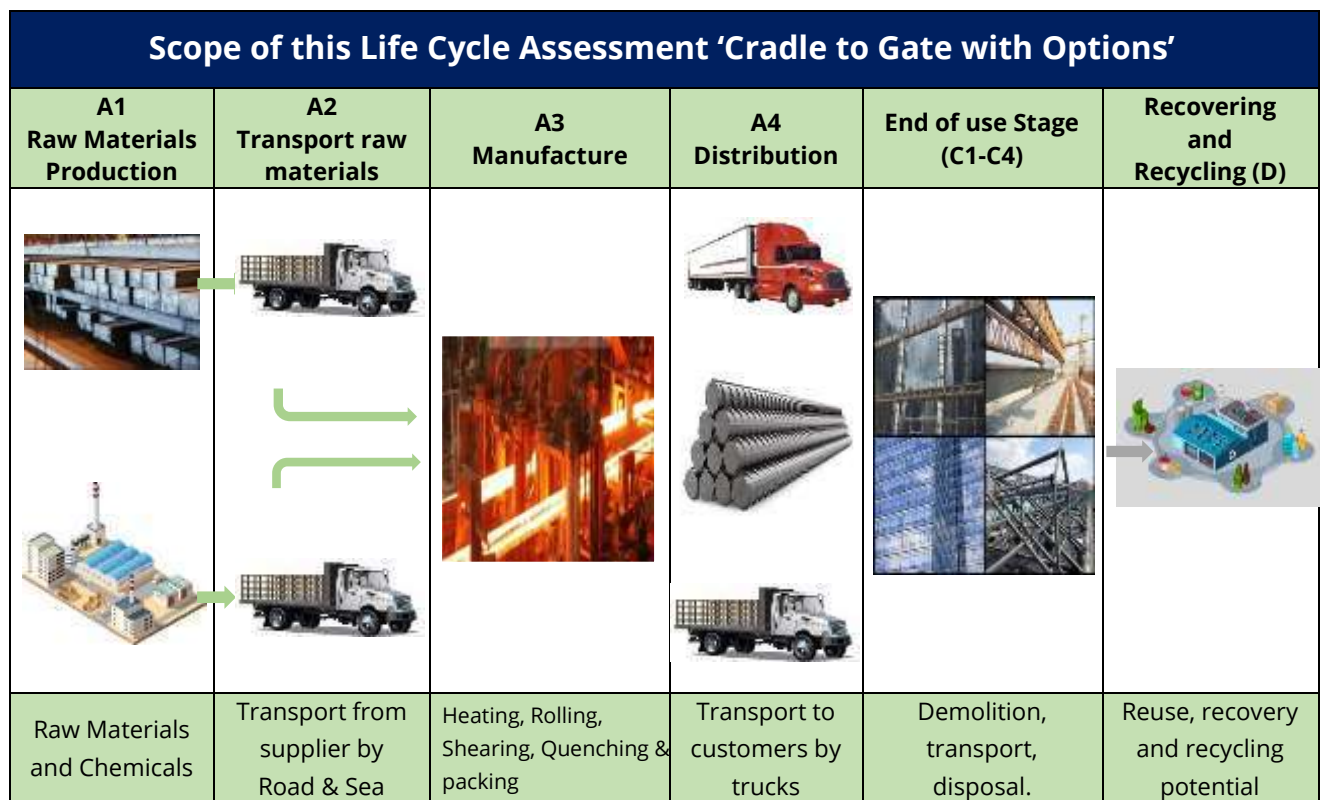 Scope of this Life Cycle Assessment ‘Cradle to Gate with Options’
A1
Raw Materials
Production
A2
Transport raw
materials
A3
Manufacture
A4
Distribution
End of use Stage
(C1-C4)
Recovering
and
Recycling (D)
Raw Materials
and Chemicals
Transport from
supplier by
Road & Sea
Heating, Rolling,
Shearing, Quenching &
packing
Transport to
customers by
trucks
Demolition,
transport,
disposal.
Reuse, recovery
and recycling
potential